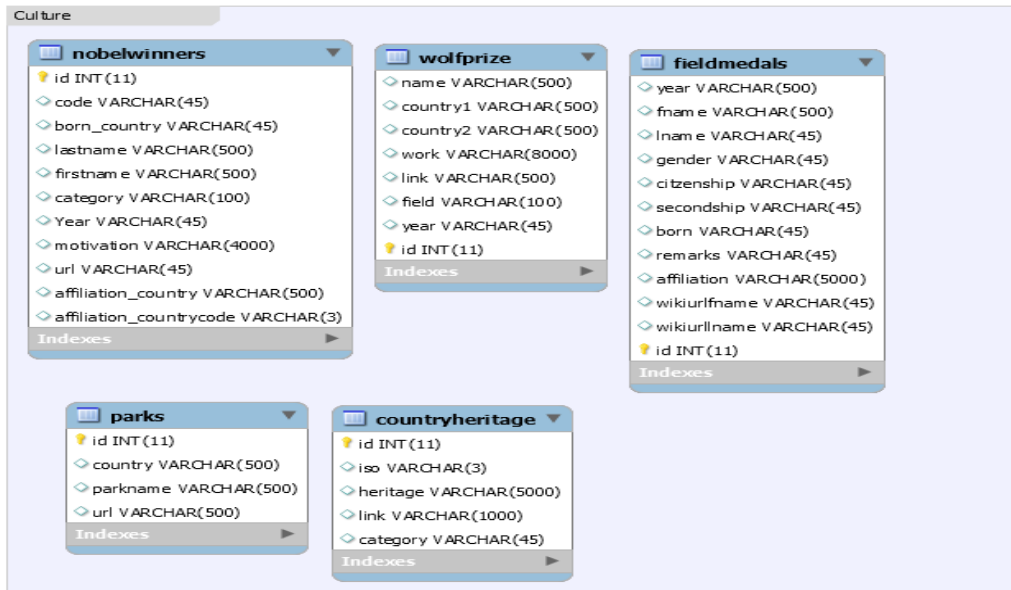 Culture
nobelwinners
id INT(11)
code VARCHAR(45)
born_country VARCHAR(45)
lastname VARCHAR(500)
firstname VARCHAR(500)
category VARCHAR(100)
Year VARCHAR(45)
motivation VARCHAR(4000)
url VARCHAR(45)
affiliation_country VARCHAR(500)
affiliation_countrycode VARCHAR(3)
Indexes
wolfprize
name VARCHAR(500)
country1 VARCHAR(500)
country2 VARCHAR(500)
work VARCHAR(8000)
link VARCHAR(500)
field VARCHAR(100)
year VARCHAR(45)
id INT(11)
Indexes
fieldmedals
year VARCHAR(500)
fname VARCHAR(500)
lname VARCHAR(45)
gender VARCHAR(45)
citzenship VARCHAR(45)
secondship VARCHAR(45)
born VARCHAR(45)
remarks VARCHAR(45)
affiliation VARCHAR(5000)
wikiurlfname VARCHAR(45)
wikiurllname VARCHAR(45)
id INT(11)
Indexes
parks
id INT(11)
country VARCHAR(500)
parkname VARCHAR(500)
url VARCHAR(500)
Indexes
countryheritage
id INT(11)
iso VARCHAR(3)
heritage VARCHAR(5000)
link VARCHAR(1000)
category VARCHAR(45)
Indexes